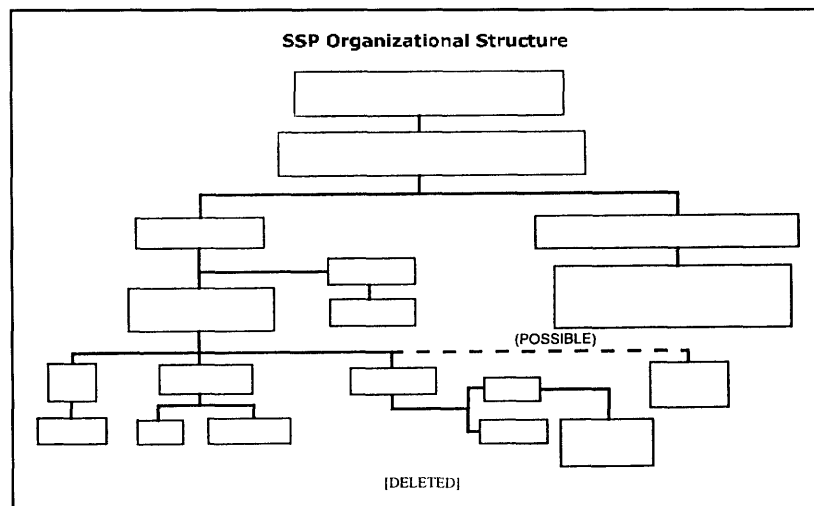 SSP Organizational Structure
(POSSIBLE)
[DELETED]